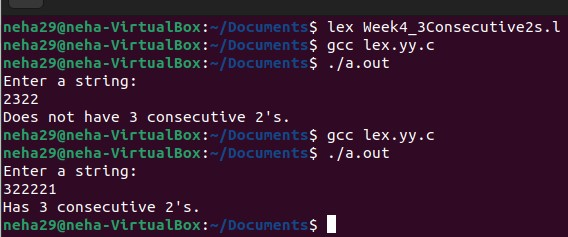 neha29@neha-VirtualBox:~/Documents$ lex Week4_3Consecutive2s.l
neha29@neha-VirtualBox:~/Documents$ gcc lex.yy.c
neha29@neha-VirtualBox:~/Documents$ ./a.out
Enter a string:
2322
Does not have 3 consecutive 2's.
neha29@neha-VirtualBox:~/Documents$ gcc lex.yy.c
neha29@neha-VirtualBox:~/Documents$ ./a.out
Enter a string:
322221
Has 3 consecutive 2's.
neha29@neha-VirtualBox:~/Documents$